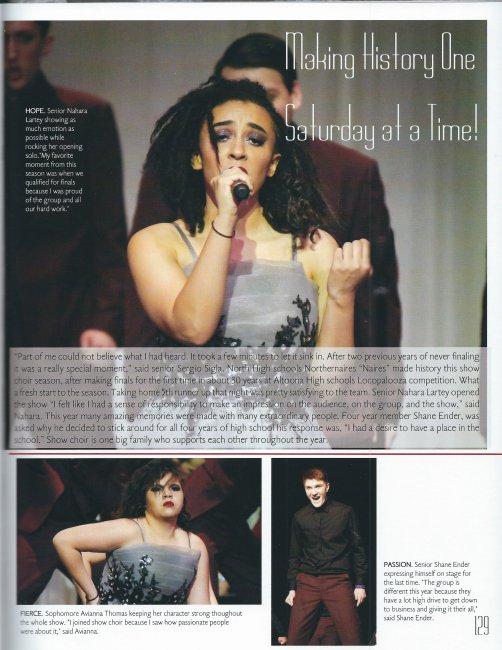 Making History One
Saturday at a Time!
HOPE. Senior Nahara
Lartey showing as
much emotion as
possible while
rocking her opening
solo. "My favorite
moment from this
season was when we
qualified for finals
because I was proud
of the group and all
our hard work."
"Part of me could not believe what I had heard. It took a few minutes to let it sink in. After two previous years of never finaling
it was a really special moment," said senior Sergio Sigla. North High schools Northernaires "Naires" made history this show
choir season, after making finals for the first time in about 30 years at Altoona High schools Locopalooza competition. What
a fresh start to the season. Taking home 5th runner up that night was pretty satisfying to the team. Senior Nahara Lartey opened
the show "I felt like I had a sense of responsibility to make an impression on the audience, on the group, and the show," said
Nahara. This year many amazing memories were made with many extraordinary people. Four year member Shane Ender, was
asked why he decided to stick around for all four years of high school his response was, "I had a desire to have a place in the
school." Show choir is one big family who supports each other throughout the year.
FIERCE. Sophomore Avianna Thomas keeping her character strong thoughout
the whole show. "I joined show choir because I saw how passionate people
were about it," said Avianna.
PASSION. Senior Shane Ender
expressing himself on stage for
the last time. "The group is
different this year because they
have a lot high drive to get down
to business and giving it their all,"
said Shane Ender.
129